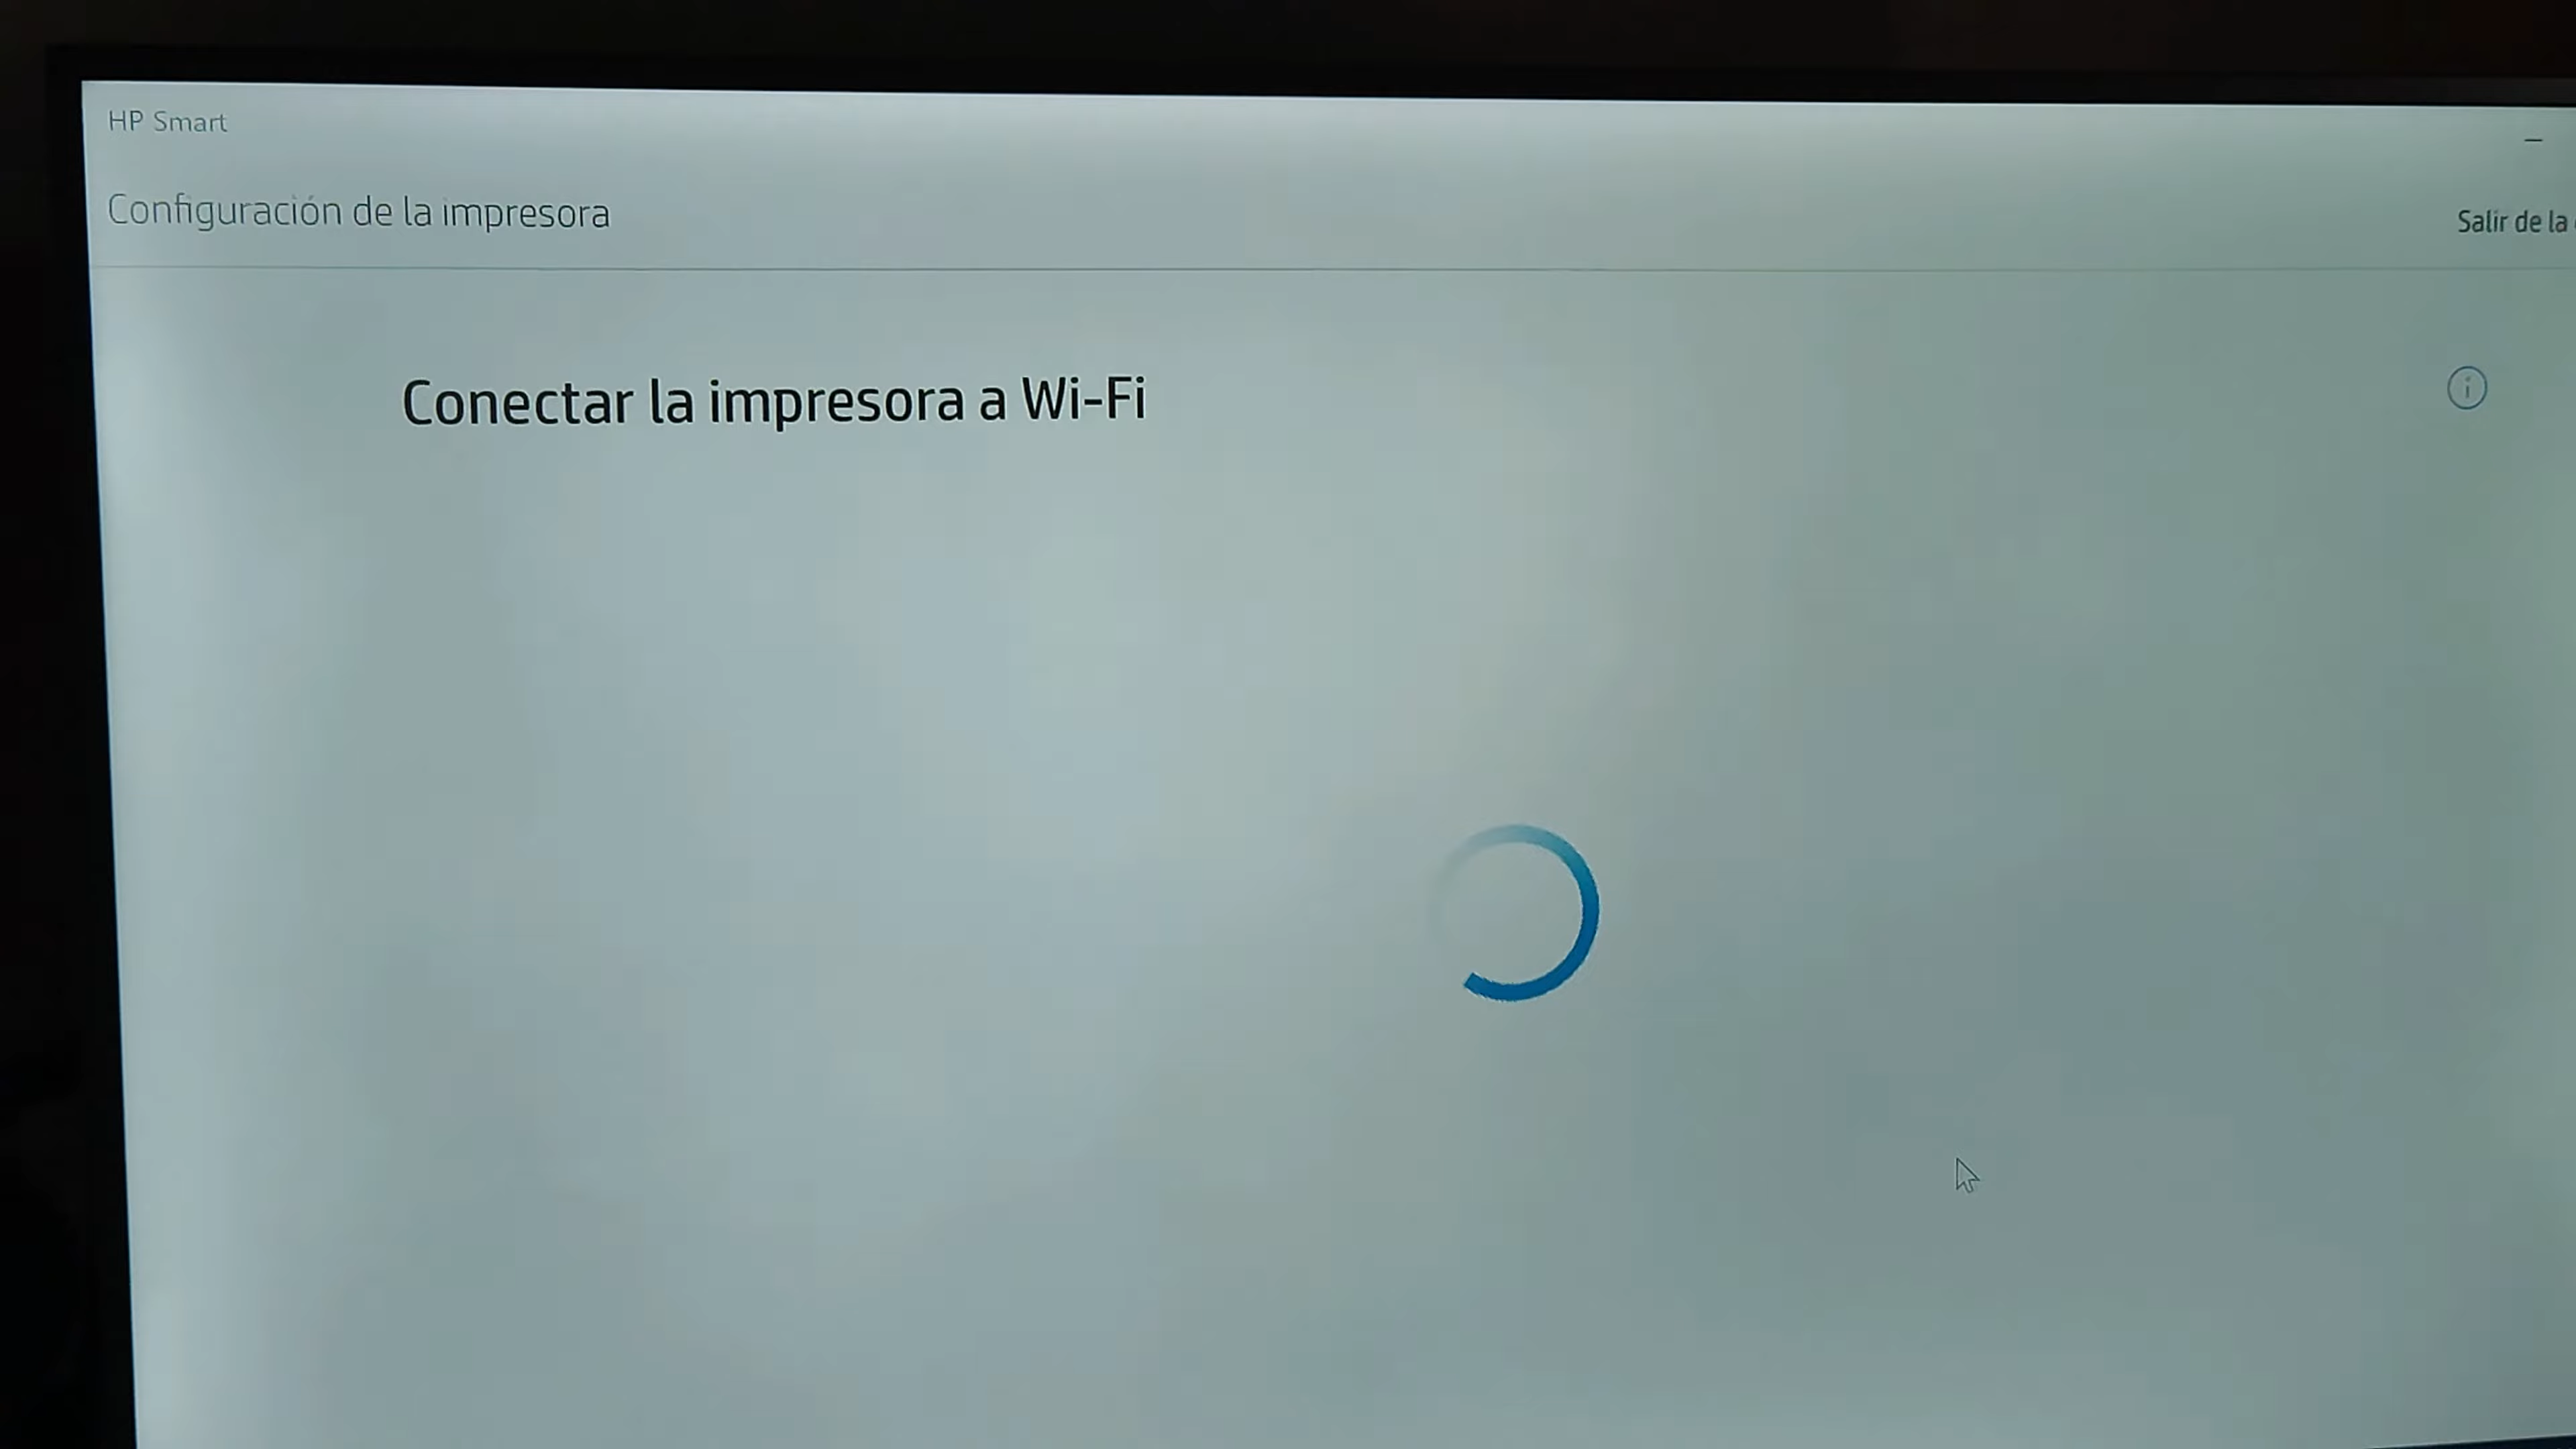 HP Smart
Configuración de la impresora
Salir de la
Conectar la impresora a Wi-Fi